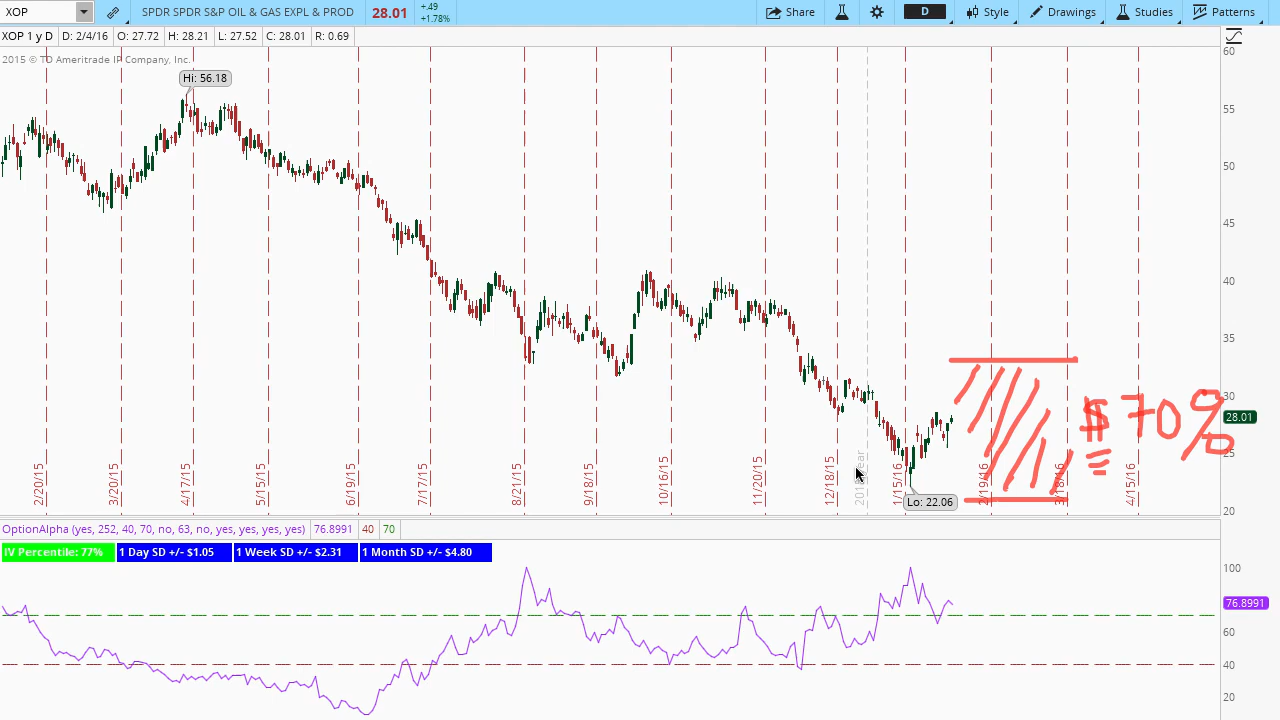 XOP SPDR SPDR S&P OIL & GAS EXPL & PROD 28.01 +.49 +1.78% Share D Style Drawings Studies Patterns
XOP 1 y D D: 2/4/16 O: 27.72 H: 28.21 L: 27.52 C: 28.01 R: 0.69
2015 © TD Ameritrade IP Company, Inc.
60
Hi: 56.18
55
50
45
40
35
30
28.01
$ 70%
25
2/20/15 3/20/15 4/17/15 5/15/15 6/19/15 7/17/15 8/21/15 9/18/15 10/16/15 11/20/15 12/18/15 1/15/16 2/19/16 3/18/16 4/15/16
Lo: 22.06
20
OptionAlpha (yes, 252, 40, 70, no, 63, no, yes, yes, yes, yes) 76.8991 40 70
IV Percentile: 77% 1 Day SD +/- $1.05 1 Week SD +/- $2.31 1 Month SD +/- $4.80
100
76.8991
60
40
20